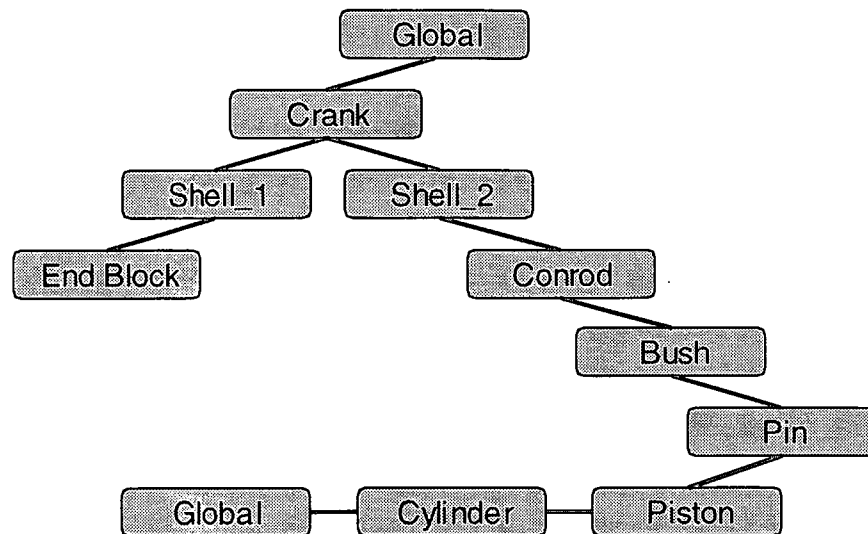 Global
Crank
Shell_1 Shell_2
End Block Conrod
Bush
Pin
Global Cylinder Piston